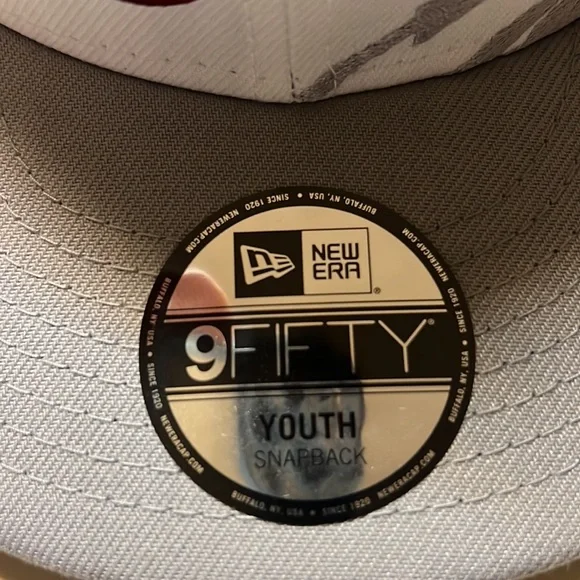 NEW
ERA®
9FIFTY®
YOUTH
SNAPBACK
NEWERACAP.COM • SINCE 1920 • BUFFALO, NY, USA
NEWERACAP.COM • SINCE 1920 • BUFFALO, NY, USA
NEWERACAP.COM • SINCE 1920 • BUFFALO, NY, USA
NEWERACAP.COM • SINCE 1920 • BUFFALO, NY, USA